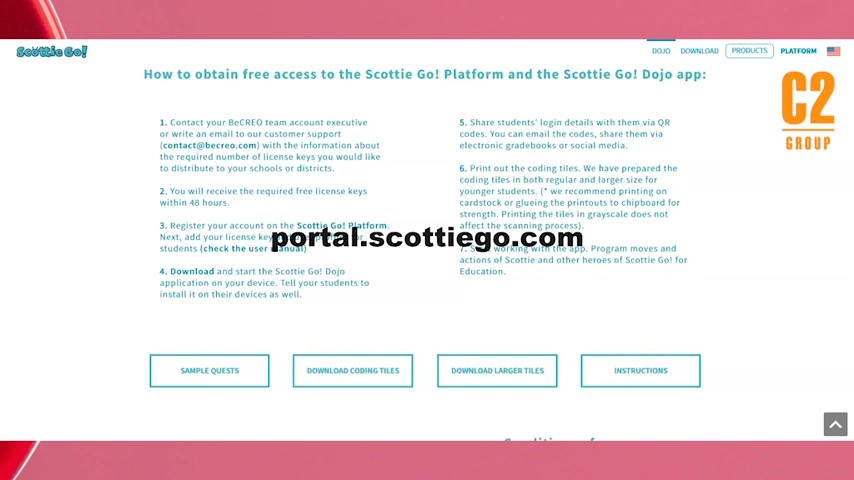 Scottie Go!
DOJO DOWNLOAD PRODUCTS PLATFORM
How to obtain free access to the Scottie Go! Platform and the Scottie Go! Dojo app:
C2
GROUP
1. Contact your BeCREO team account executive
or write an email to our customer support
(contact@becreo.com) with the information about
the required number of license keys you would like
to distribute to your schools or districts.
2. You will receive the required free license keys
within 48 hours.
3. Register your account on the Scottie Go! Platform.
Next, add your license key
students (check the user manual)
4. Download and start the Scottie Go! Dojo
application on your device. Tell your students to
install it on their devices as well.
5. Share students' login details with them via QR
codes. You can email the codes, share them via
electronic gradebooks or social media.
6. Print out the coding tiles. We have prepared the
coding tiles in both regular and larger size for
younger students. (* we recommend printing on
cardstock or glueing the printouts to chipboard for
strength. Printing the tiles in grayscale does not
affect the scanning process).
working with the app. Program moves and
actions of Scottie and other heroes of Scottie Go! for
Education.
portal.scottiego.com
SAMPLE QUESTS DOWNLOAD CODING TILES DOWNLOAD LARGER TILES INSTRUCTIONS